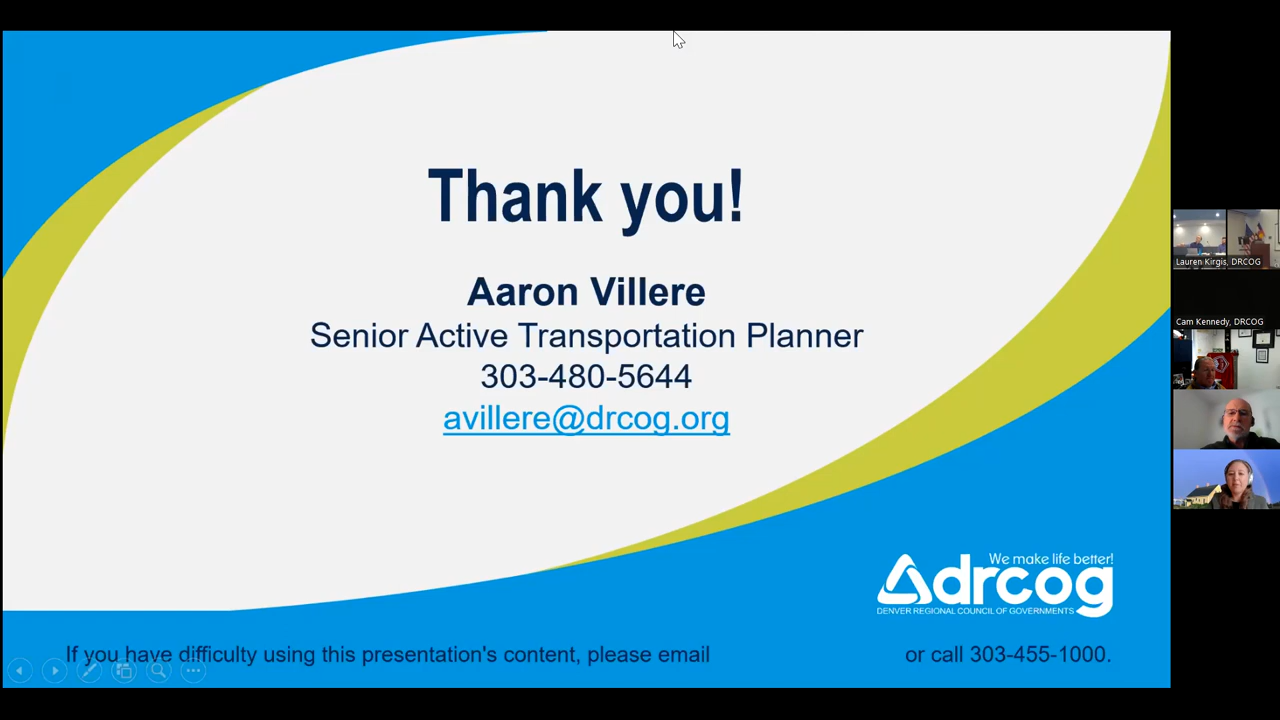 Thank you!
Aaron Villere
Senior Active Transportation Planner
303-480-5644
avillere@drcog.org
We make life better!
drcog
DENVER REGIONAL COUNCIL OF GOVERNMENTS
If you have difficulty using this presentation's content, please email or call 303-455-1000.
Lauren Kirgis, DRCOG
Cam Kennedy, DRCOG